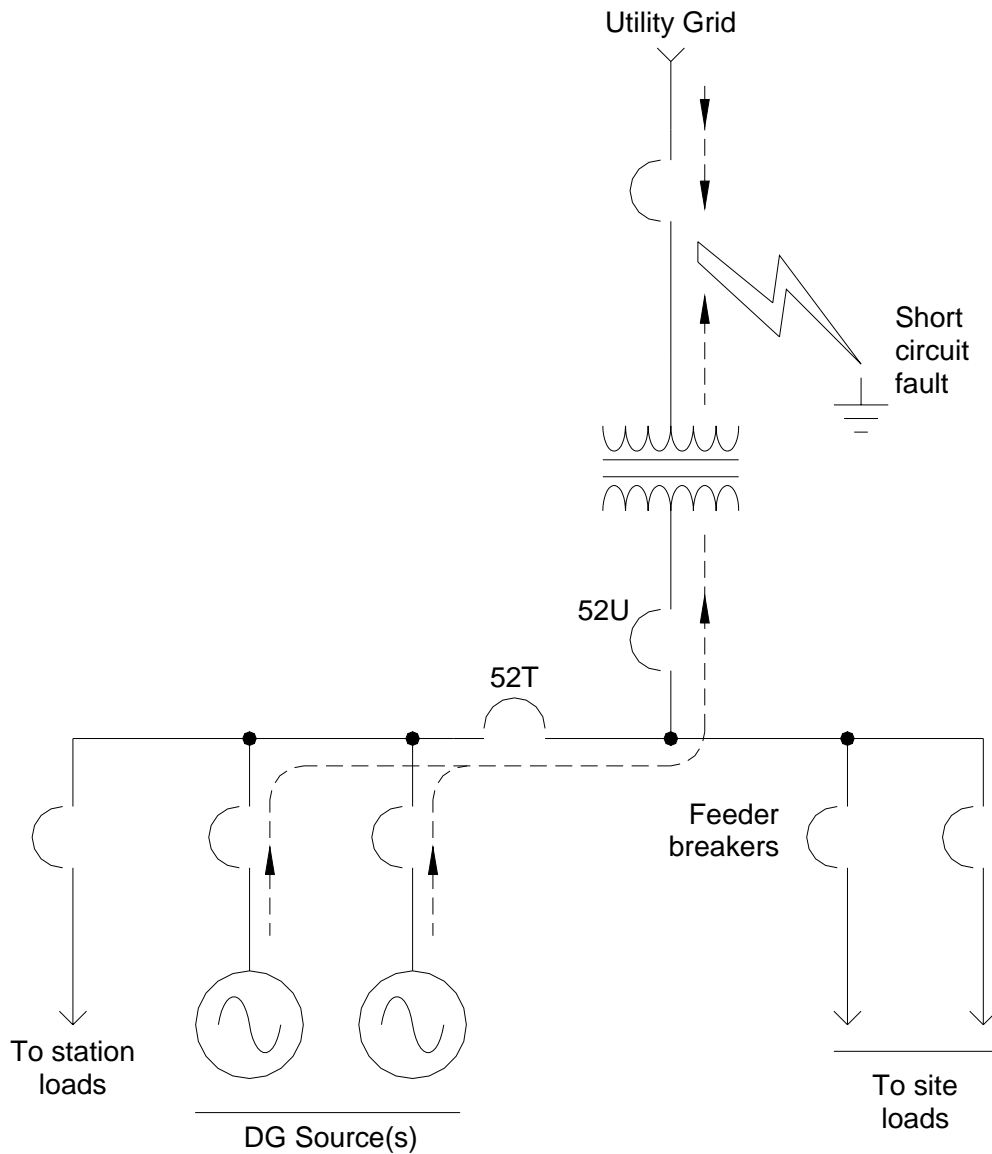 Utility Grid
Short
circuit
fault
52U
52T
Feeder
breakers
To station
loads
To site
loads
DG Source(s)